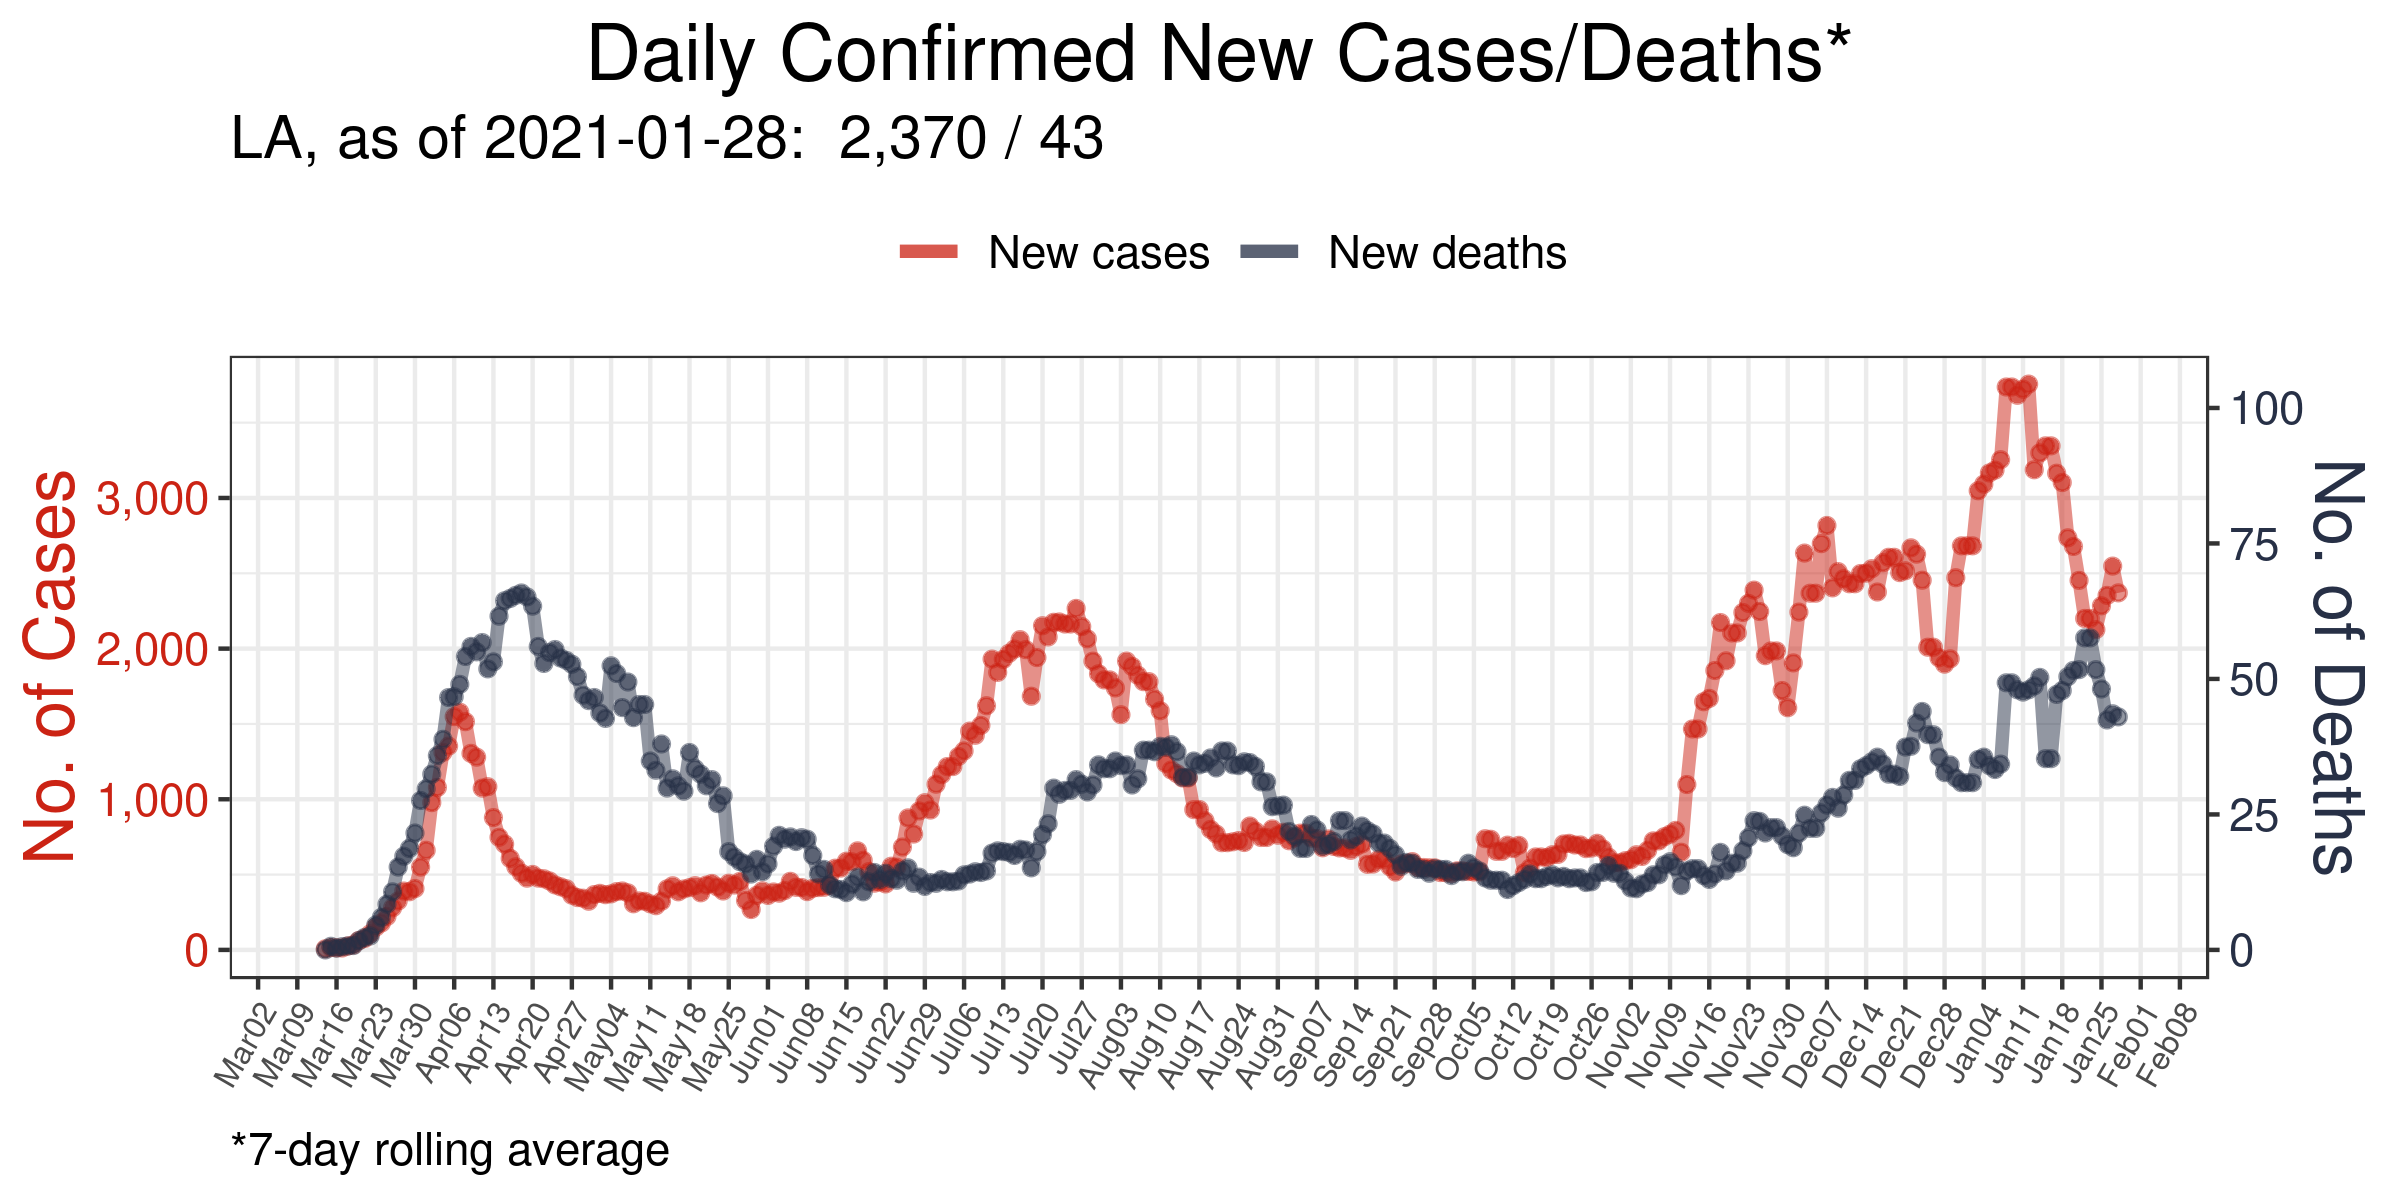 Daily Confirmed New Cases/Deaths*
LA, as of 2021-01-28:  2,370 / 43
New cases
New deaths
No. of Cases
3,000
2,000
1,000
0
100
75
50
25
0
No. of Deaths
Mar02
Mar09
Mar16
Mar23
Mar30
Apr06
Apr13
Apr20
Apr27
May04
May11
May18
May25
Jun01
Jun08
Jun15
Jun22
Jun29
Jul06
Jul13
Jul20
Jul27
Aug03
Aug10
Aug17
Aug24
Aug31
Sep07
Sep14
Sep21
Sep28
Oct05
Oct12
Oct19
Oct26
Nov02
Nov09
Nov16
Nov23
Nov30
Dec07
Dec14
Dec21
Dec28
Jan04
Jan11
Jan18
Jan25
Feb01
Feb08
*7-day rolling average